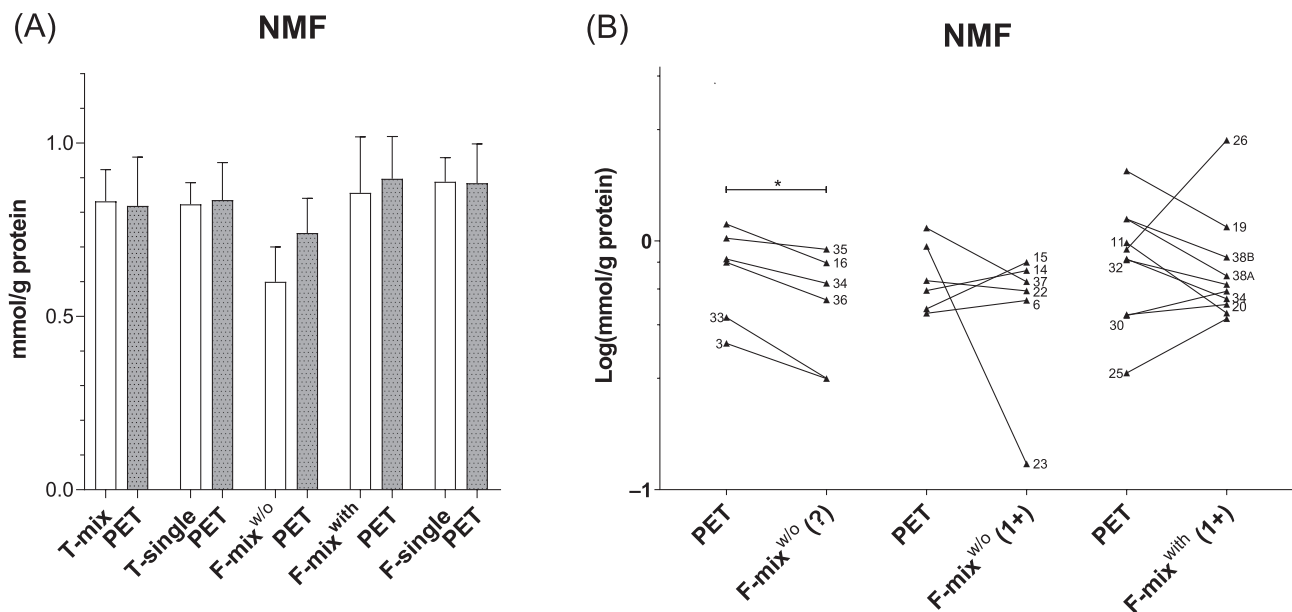 (A)
NMF
mmol/g protein
1.0
0.5
0.0
T-mix
PET
T-single
PET
F-mix w/o
PET
F-mix with
PET
F-single
PET
(B)
NMF
Log(mmol/g protein)
0
–1
*
35
16
34
36
33
3
15
14
37
22
6
23
26
19
11
38B
32
38A
34
20
30
25
PET
F-mix w/o (?)
PET
F-mix w/o (1+)
PET
F-mix with (1+)